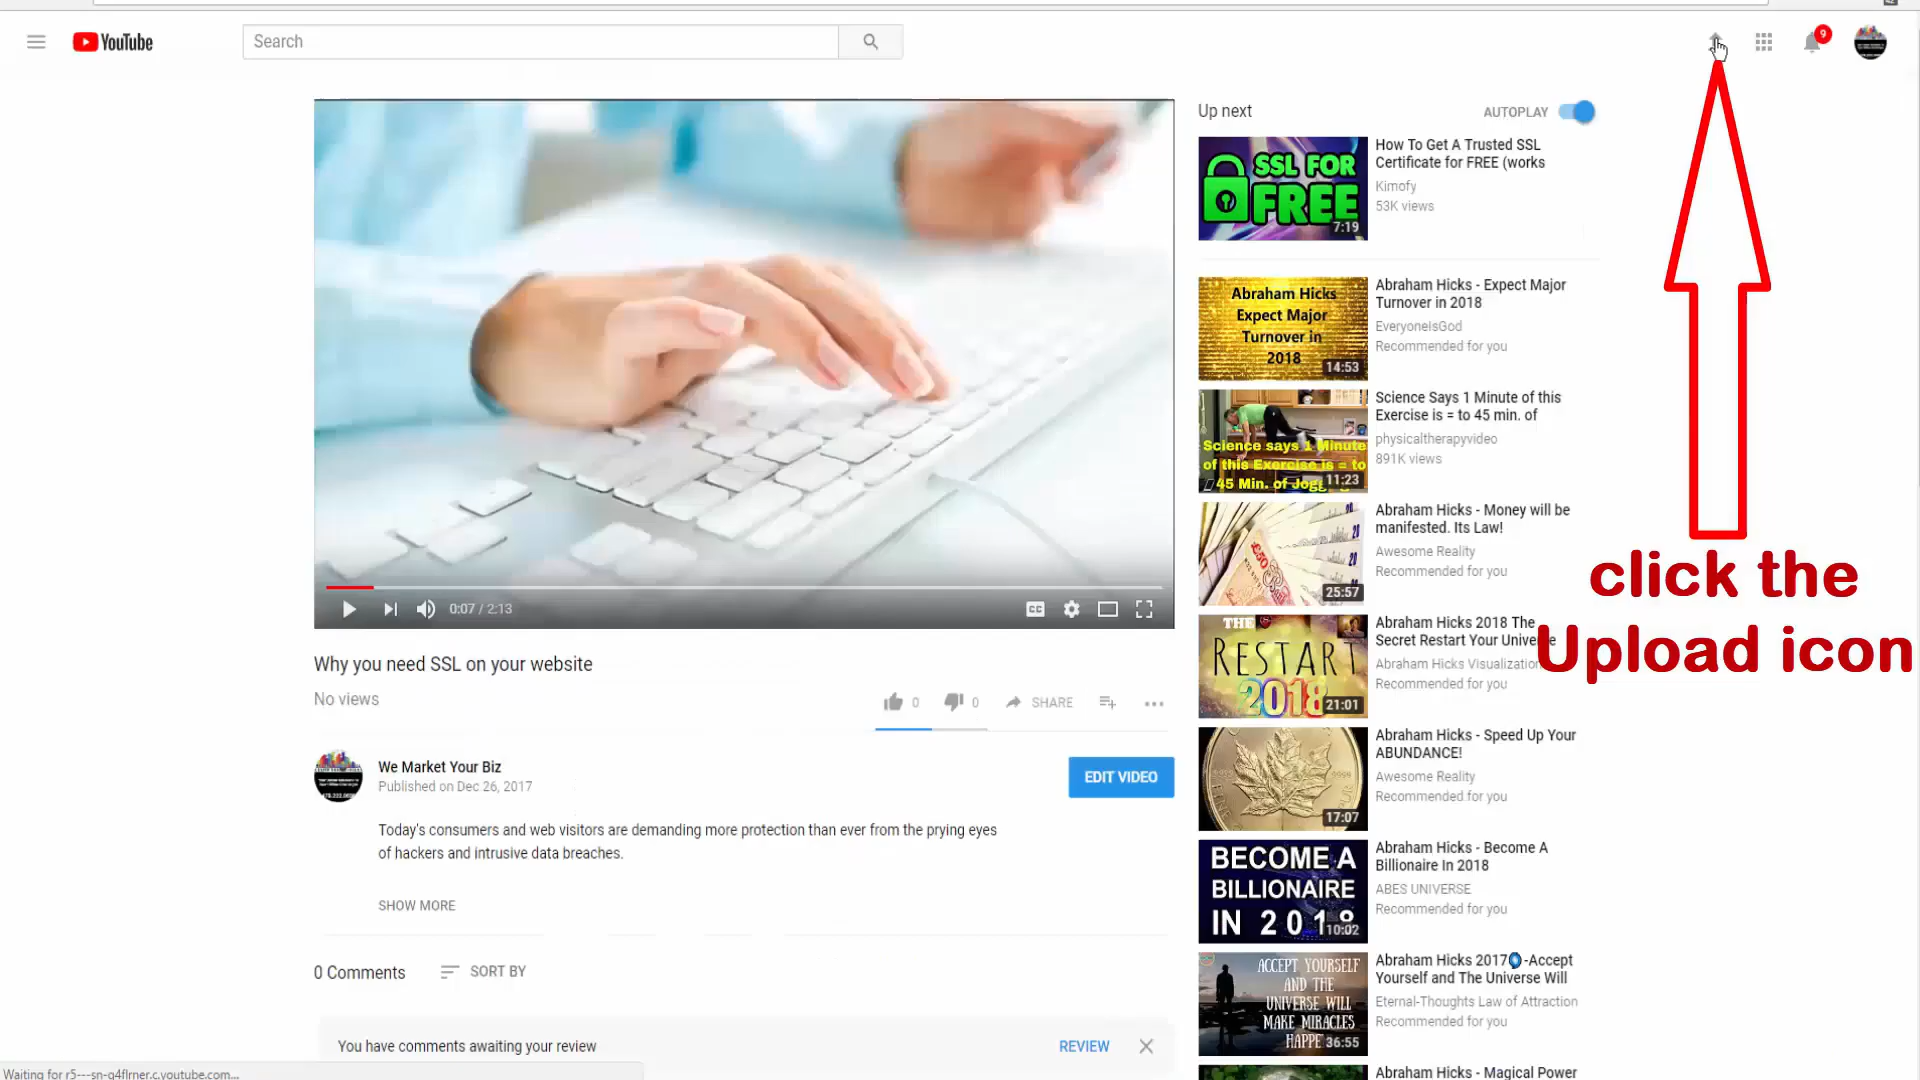 YouTube
Search
9
Up next
AUTOPLAY
SSL FOR
FREE
7:19
How To Get A Trusted SSL
Certificate for FREE (works
Kimofy
53K views
Abraham Hicks
Expect Major
Turnover in
2018
14:53
Abraham Hicks - Expect Major
Turnover in 2018
EveryoneIsGod
Recommended for you
Science says 1 Minute
of this Exercise is = to
45 Min. of Jogg
11:23
Science Says 1 Minute of this
Exercise is = to 45 min. of
physicaltherapyvideo
891K views
£50
20
20
20
25:57
Abraham Hicks - Money will be
manifested. Its Law!
Awesome Reality
Recommended for you
click the
Upload icon
CC
0:07 / 2:13
THE
RESTART
2018
21:01
Abraham Hicks 2018 The
Secret Restart Your Universe
Abraham Hicks Visualization
Recommended for you
Why you need SSL on your website
No views
0
0
SHARE
We Market Your Biz
Published on Dec 26, 2017
EDIT VIDEO
17:07
Abraham Hicks - Speed Up Your
ABUNDANCE!
Awesome Reality
Recommended for you
Today's consumers and web visitors are demanding more protection than ever from the prying eyes
of hackers and intrusive data breaches.
SHOW MORE
BECOME A
BILLIONAIRE
IN 2018
10:02
Abraham Hicks - Become A
Billionaire In 2018
ABES UNIVERSE
Recommended for you
0 Comments
SORT BY
ACCEPT YOURSELF
AND THE
UNIVERSE WILL
MAKE MIRACLES
HAPPE
36:55
Abraham Hicks 2017 -Accept
Yourself and The Universe Will
Eternal-Thoughts Law of Attraction
Recommended for you
You have comments awaiting your review
REVIEW
Abraham Hicks - Magical Power
Waiting for r5---sn-q4flrner.c.youtube.com...